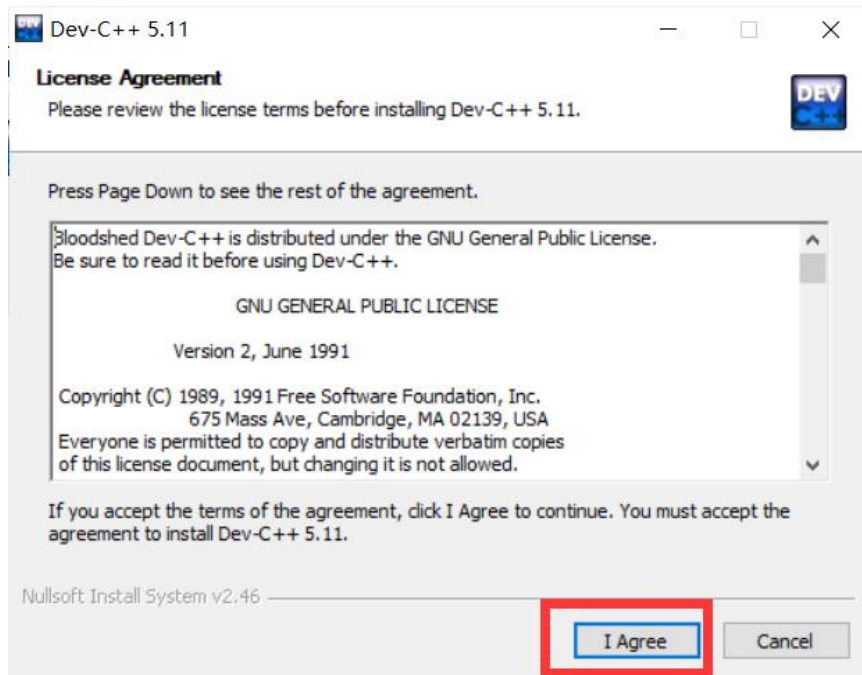 Dev-C++ 5.11
License Agreement
Please review the license terms before installing Dev-C++ 5.11.
DEV
C++
Press Page Down to see the rest of the agreement.
Bloodshed Dev-C++ is distributed under the GNU General Public License.
Be sure to read it before using Dev-C++.
GNU GENERAL PUBLIC LICENSE
Version 2, June 1991
Copyright (C) 1989, 1991 Free Software Foundation, Inc.
675 Mass Ave, Cambridge, MA 02139, USA
Everyone is permitted to copy and distribute verbatim copies
of this license document, but changing it is not allowed.
If you accept the terms of the agreement, click I Agree to continue. You must accept the
agreement to install Dev-C++ 5.11.
Nullsoft Install System v2.46
I Agree
Cancel